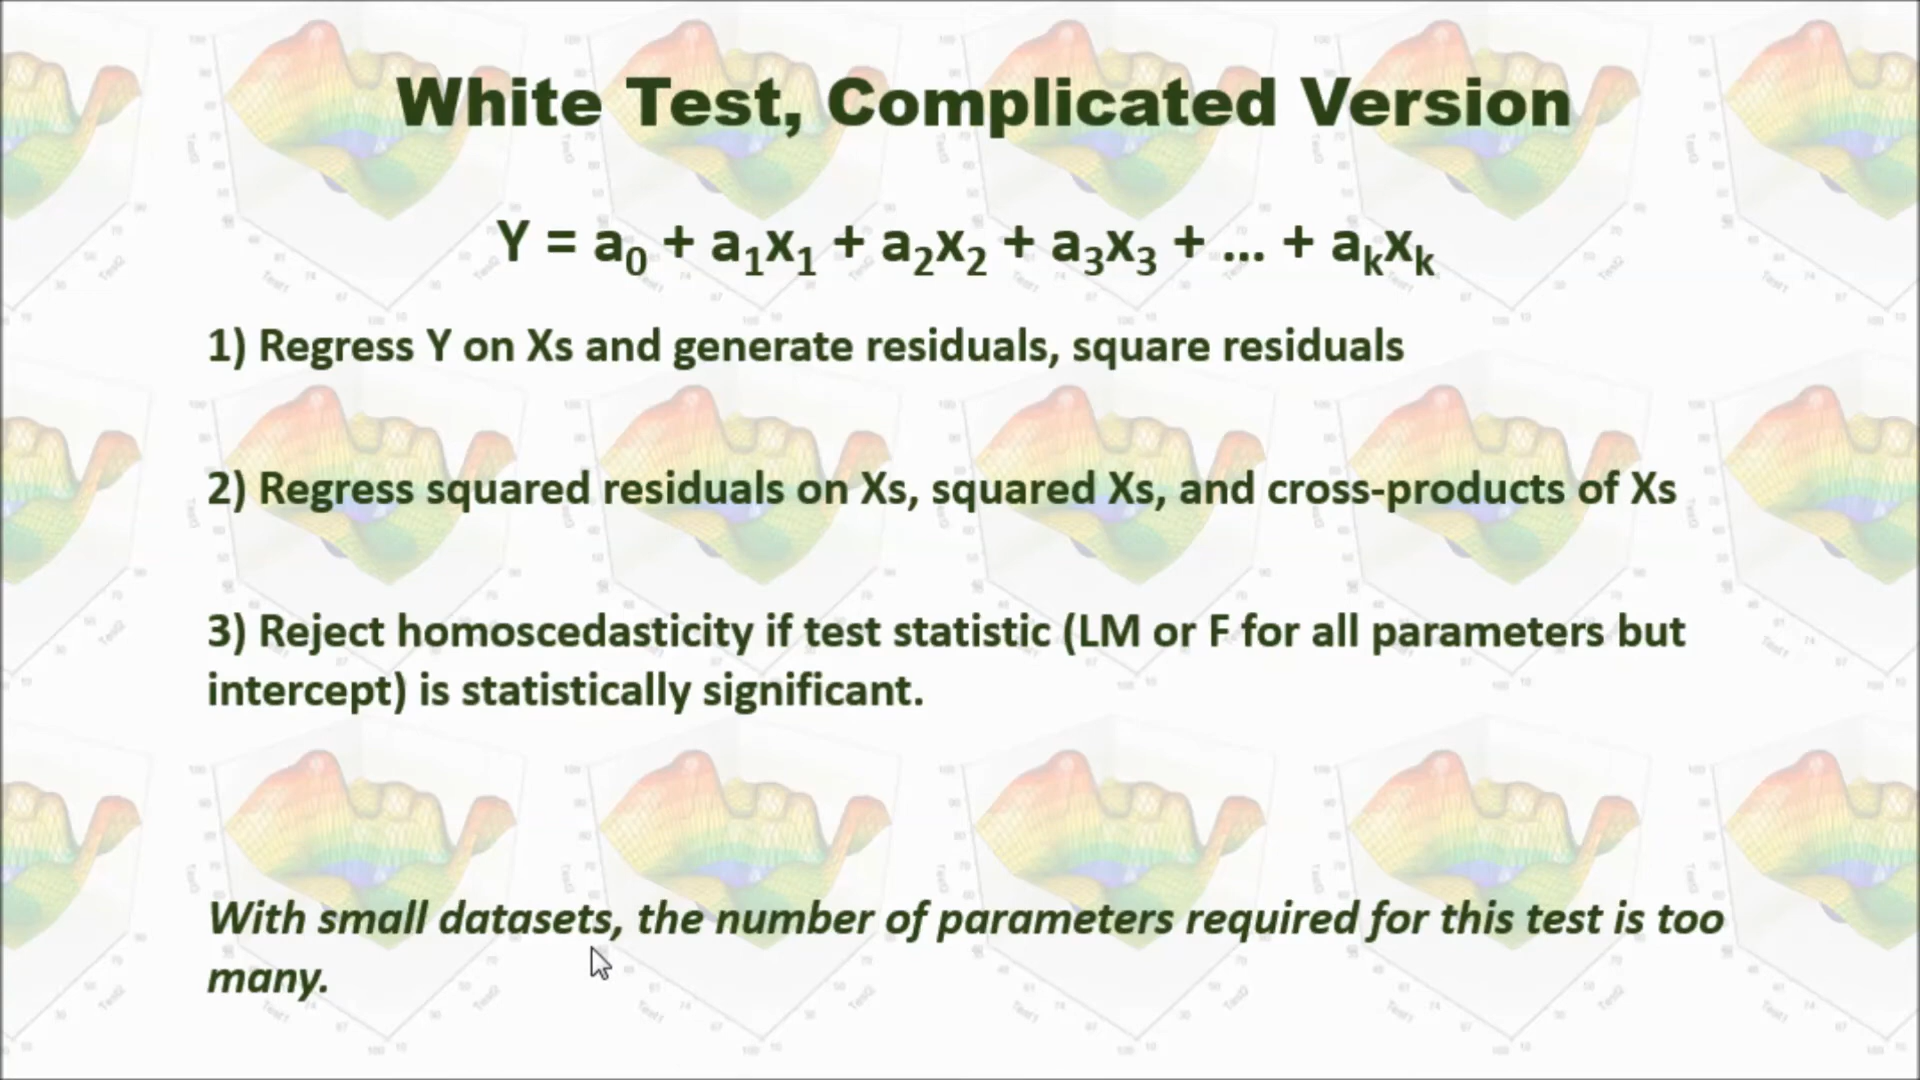 White Test, Complicated Version
Y = a₀ + a₁x₁ + a₂x₂ + a₃x₃ + ... + aₖxₖ
1) Regress Y on Xs and generate residuals, square residuals
2) Regress squared residuals on Xs, squared Xs, and cross-products of Xs
3) Reject homoscedasticity if test statistic (LM or F for all parameters but
intercept) is statistically significant.
With small datasets, the number of parameters required for this test is too
many.